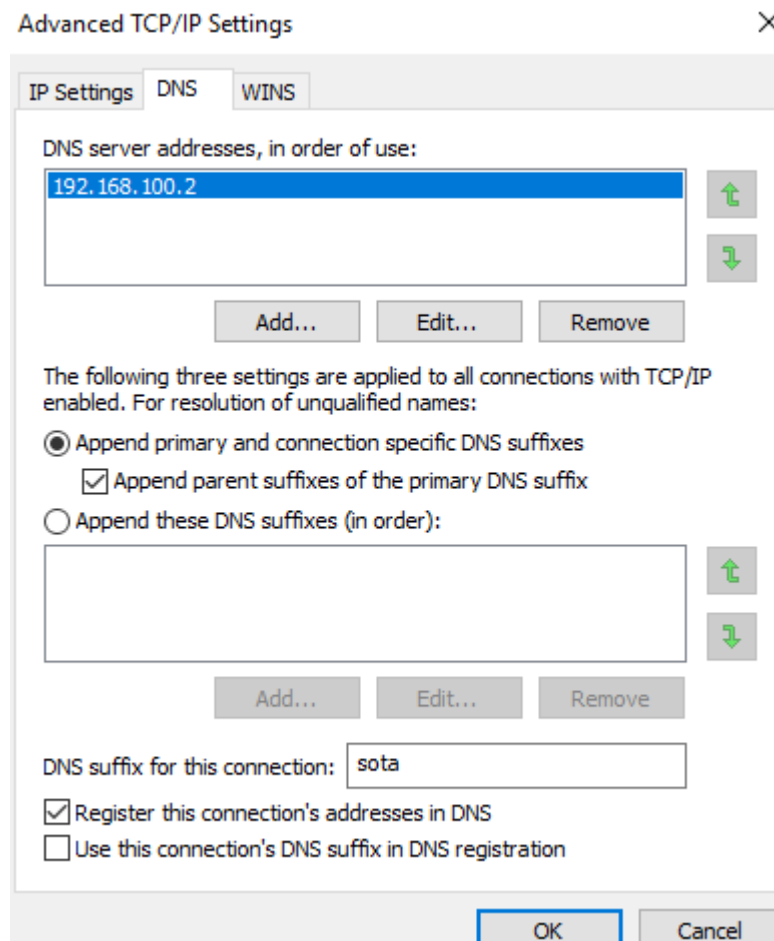 Advanced TCP/IP Settings
IP Settings DNS WINS
DNS server addresses, in order of use:
192.168.100.2
Add... Edit... Remove
The following three settings are applied to all connections with TCP/IP
enabled. For resolution of unqualified names:
Append primary and connection specific DNS suffixes
Append parent suffixes of the primary DNS suffix
Append these DNS suffixes (in order):
Add... Edit... Remove
DNS suffix for this connection: sota
Register this connection's addresses in DNS
Use this connection's DNS suffix in DNS registration
OK Cancel